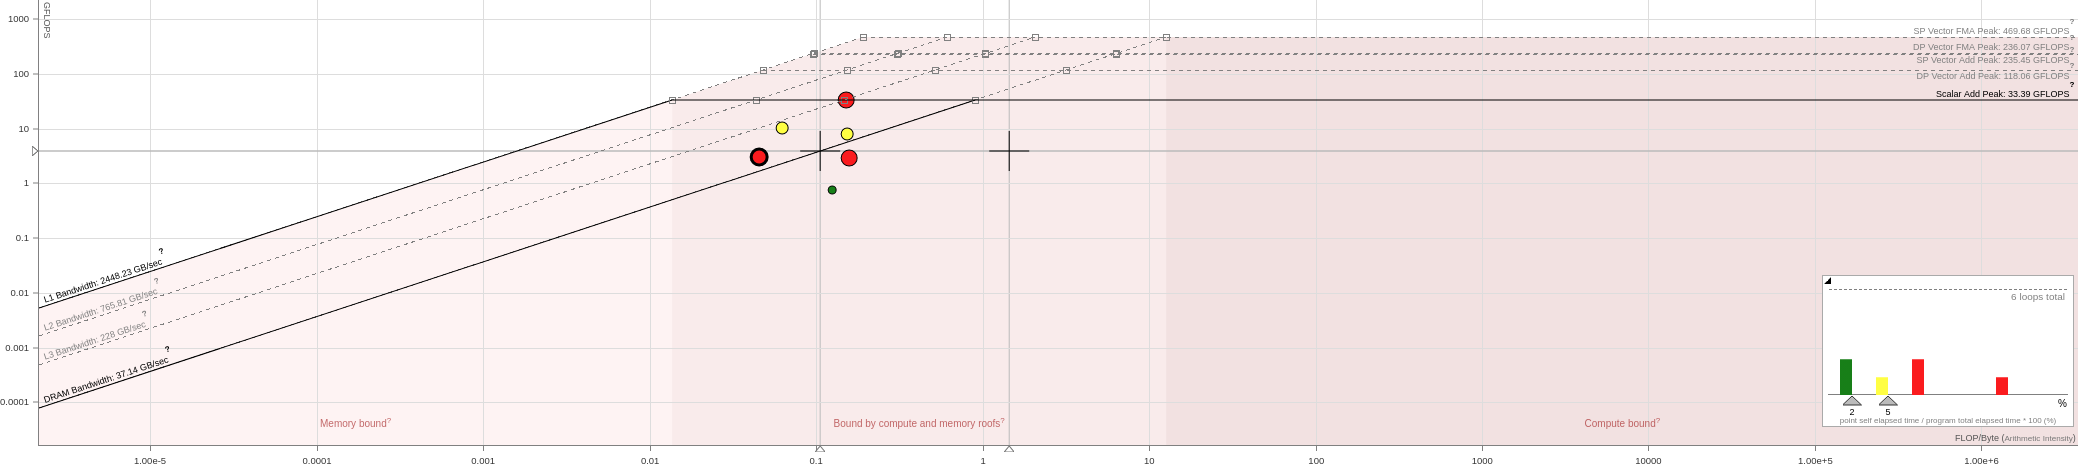 GFLOPS
1000
100
10
1
0.1
0.01
0.001
0.0001
?
SP Vector FMA Peak: 469.68 GFLOPS
?
DP Vector FMA Peak: 236.07 GFLOPS
?
SP Vector Add Peak: 235.45 GFLOPS
?
DP Vector Add Peak: 118.06 GFLOPS
?
Scalar Add Peak: 33.39 GFLOPS
?
L1 Bandwidth: 2448.23 GB/sec
?
L2 Bandwidth: 765.81 GB/sec
?
L3 Bandwidth: 228 GB/sec
?
DRAM Bandwidth: 37.14 GB/sec
6 loops total
%
2 5
point self elapsed time / program total elapsed time * 100 (%)
Memory bound? Bound by compute and memory roofs? Compute bound?
FLOP/Byte (Arithmetic Intensity)
1.00e-5 0.0001 0.001 0.01 0.1 1 10 100 1000 10000 1.00e+5 1.00e+6